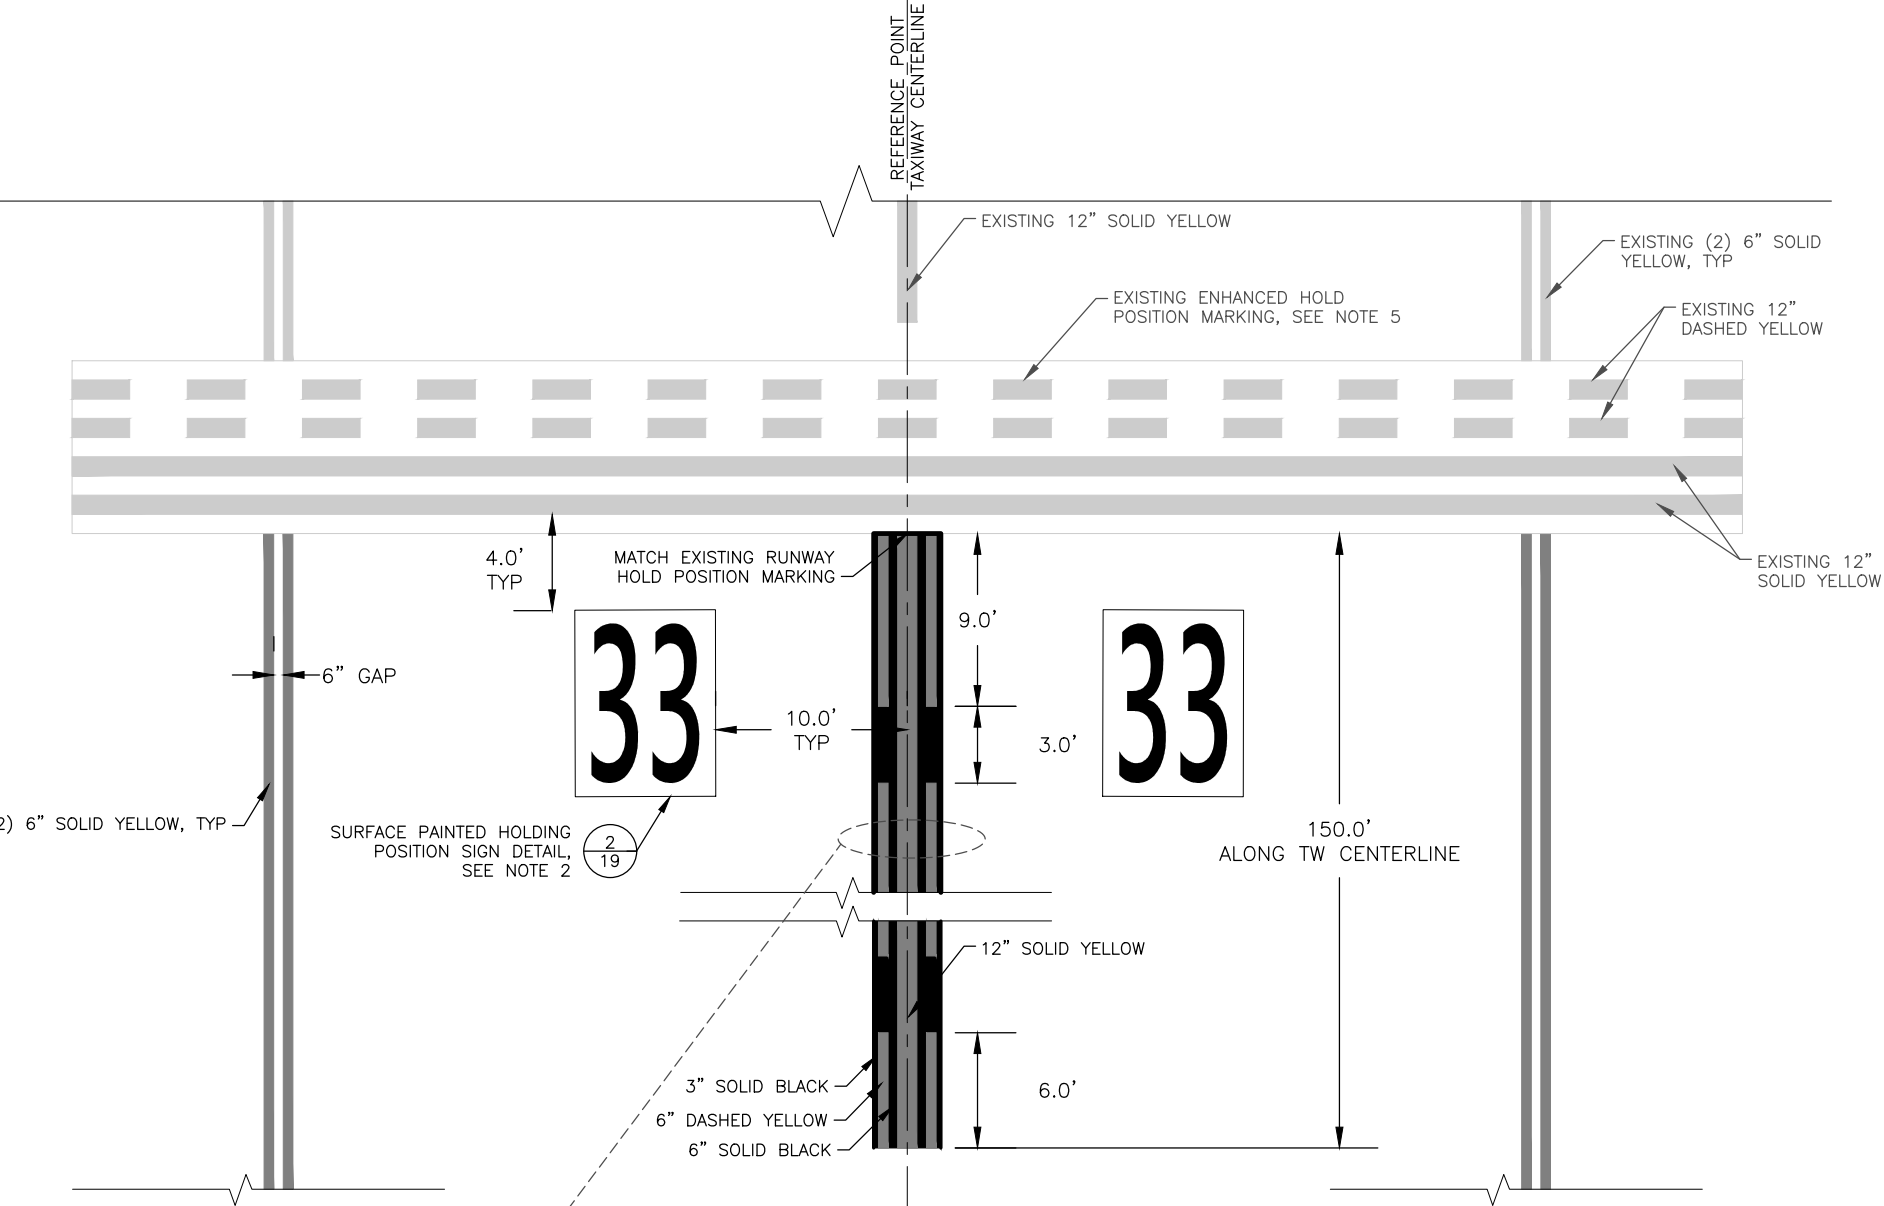 REFERENCE POINT
TAXIWAY CENTERLINE
EXISTING 12” SOLID YELLOW
EXISTING (2) 6” SOLID
YELLOW, TYP
EXISTING ENHANCED HOLD
POSITION MARKING, SEE NOTE 5
EXISTING 12”
DASHED YELLOW
4.0’
TYP
MATCH EXISTING RUNWAY
HOLD POSITION MARKING
EXISTING 12”
SOLID YELLOW
9.0’
33
33
6” GAP
10.0’
TYP
3.0’
2) 6” SOLID YELLOW, TYP
SURFACE PAINTED HOLDING
POSITION SIGN DETAIL,
SEE NOTE 2
2
19
150.0’
ALONG TW CENTERLINE
12” SOLID YELLOW
3” SOLID BLACK
6” DASHED YELLOW
6” SOLID BLACK
6.0’